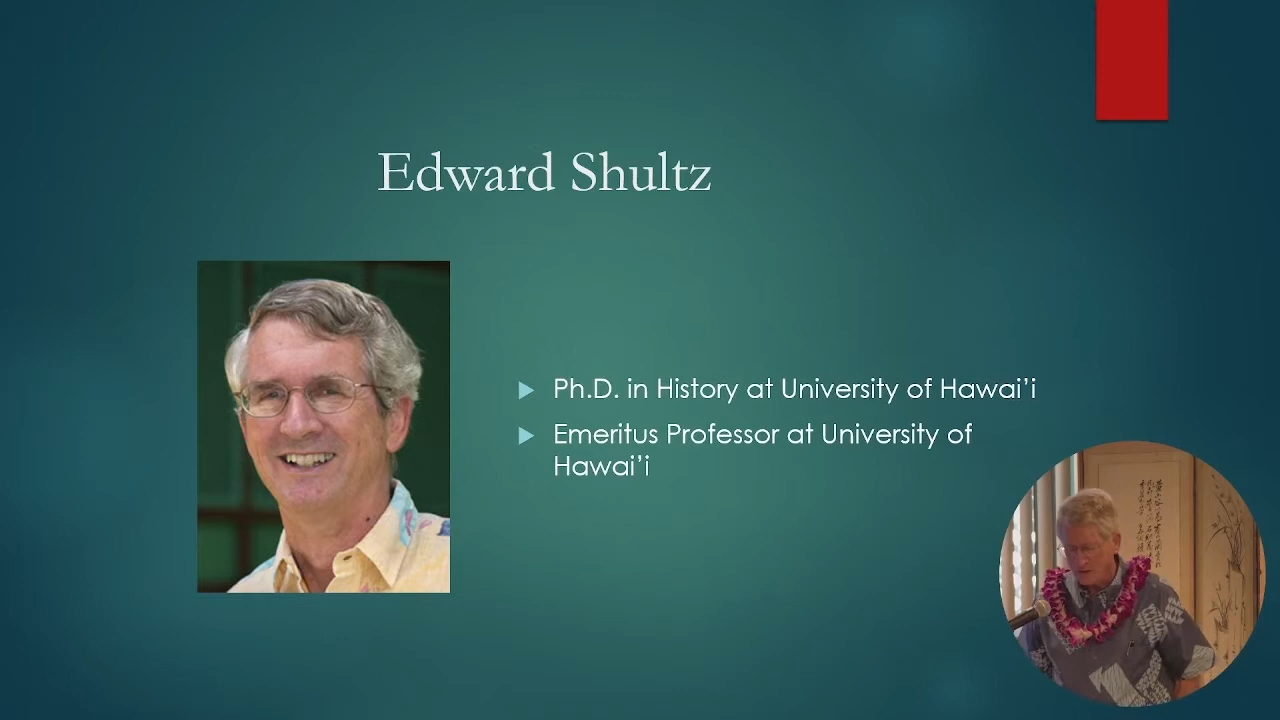 Edward Shultz
Ph.D. in History at University of Hawai’i
Emeritus Professor at University of
Hawai’i